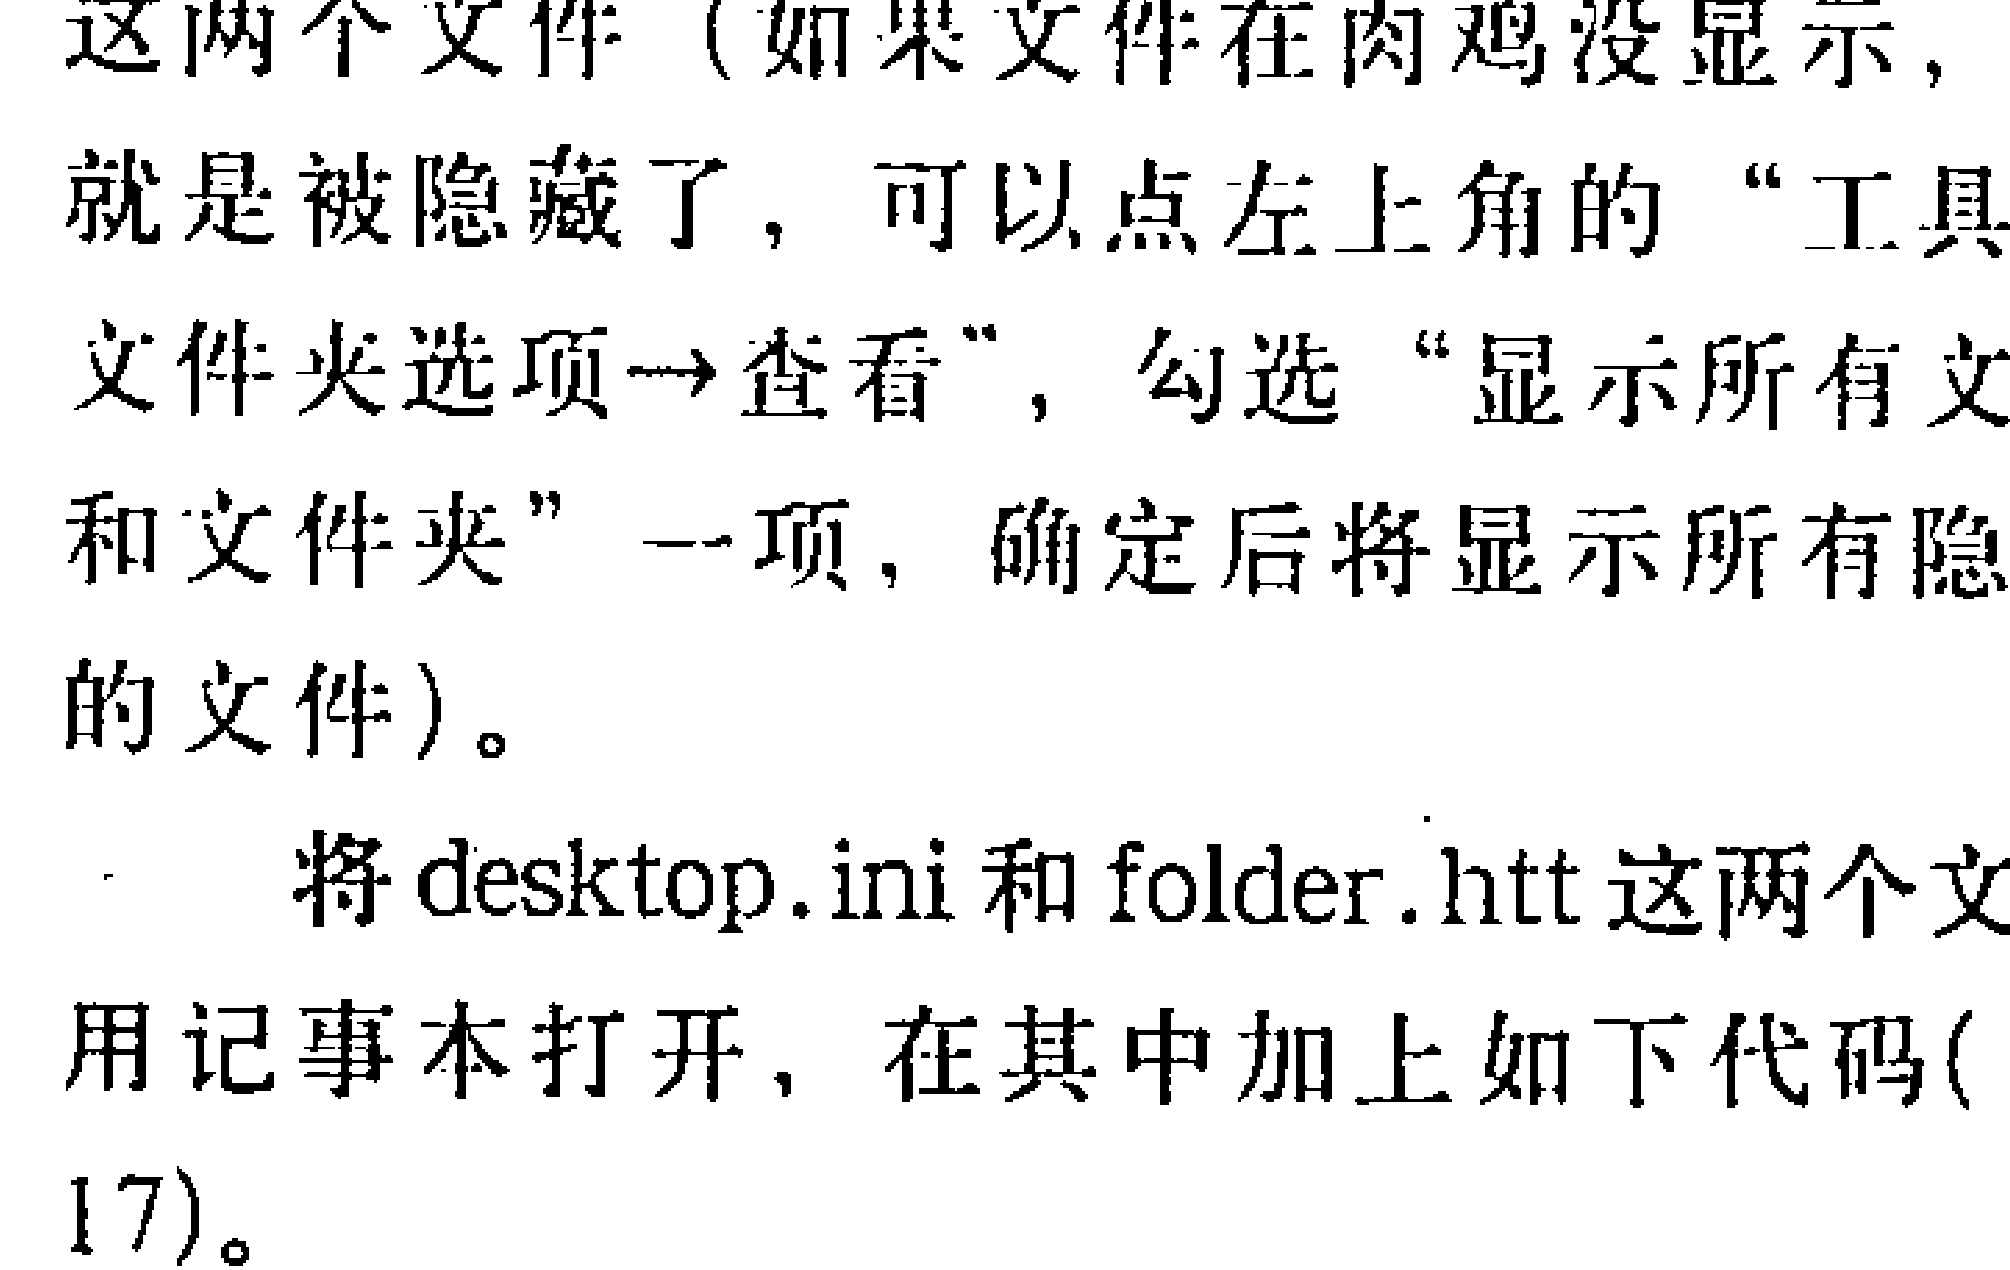 这两个文件（如果文件在肉鸡没显示，
就是被隐藏了，可以点左上角的“工具
文件夹选项→查看”，勾选“显示所有文
和文件夹”一项，确定后将显示所有隐
的文件)。
将desktop.ini和folder.htt这两个文
用记事本打开，在其中加上如下代码(
17)。